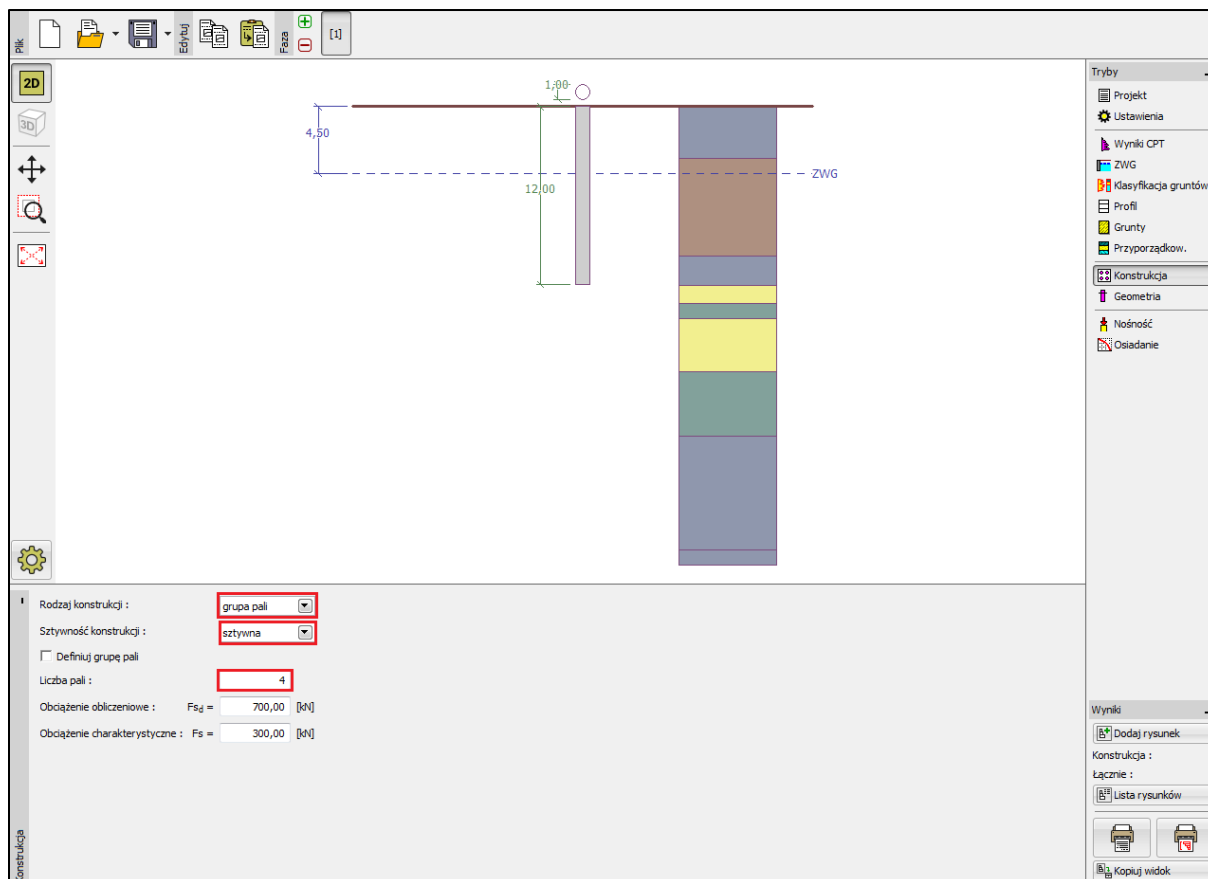 Plik
Edytuj
Faza
[1]
2D
3D
1,00
4,50
12,00
ZWG
Tryby
Projekt
Ustawienia
Wyniki CPT
ZWG
Klasyfikacja gruntów
Profil
Grunty
Przyporządkow.
Konstrukcja
Geometria
Nośność
Osiadanie
Konstrukcja
Rodzaj konstrukcji : grupa pali
Sztywność konstrukcji : sztywna
Definiuj grupę pali
Liczba pali : 4
Obciążenie obliczeniowe : Fsd = 700,00 [kN]
Obciążenie charakterystyczne : Fs = 300,00 [kN]
Wyniki
Dodaj rysunek
Konstrukcja :
Łącznie :
Lista rysunków
Kopiuj widok